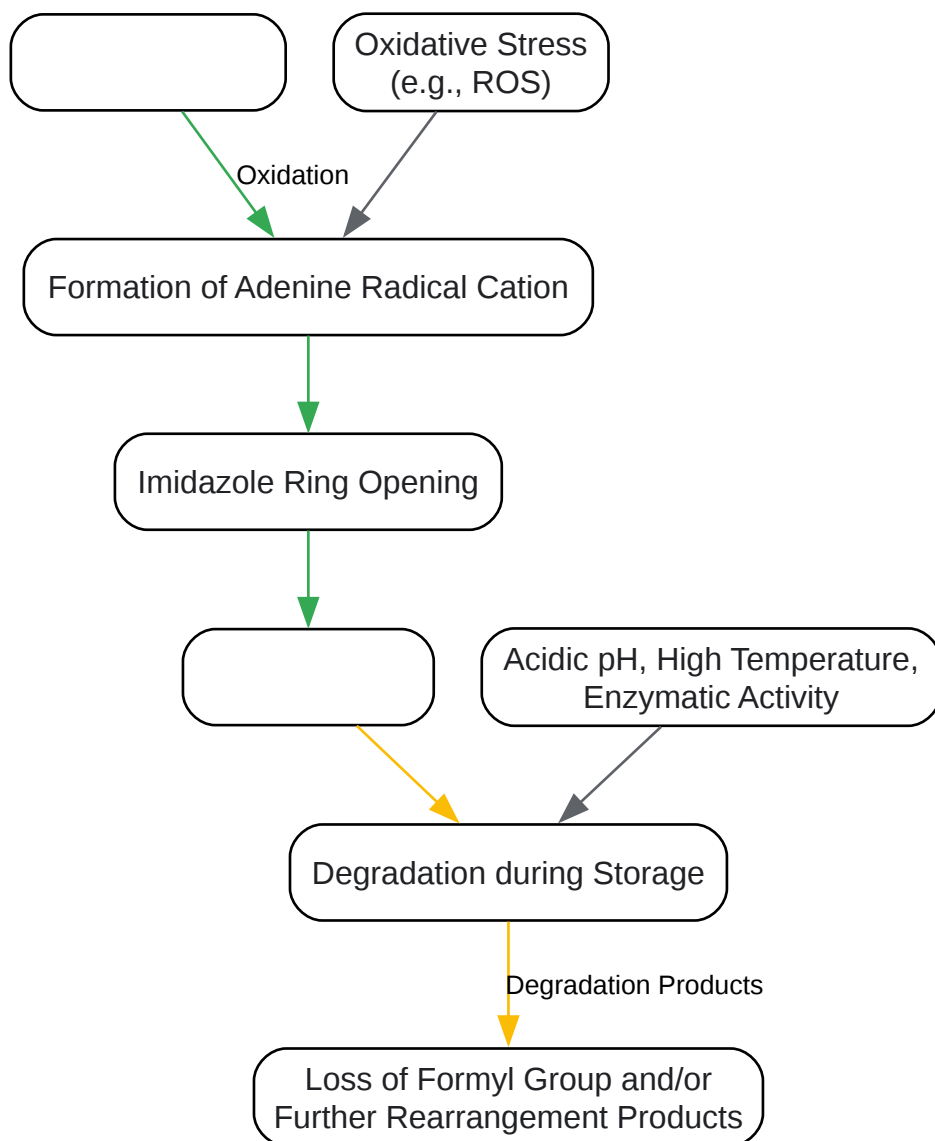 Oxidative Stress
(e.g., ROS)
Oxidation
Formation of Adenine Radical Cation
Imidazole Ring Opening
Acidic pH, High Temperature,
Enzymatic Activity
Degradation during Storage
Degradation Products
Loss of Formyl Group and/or
Further Rearrangement Products